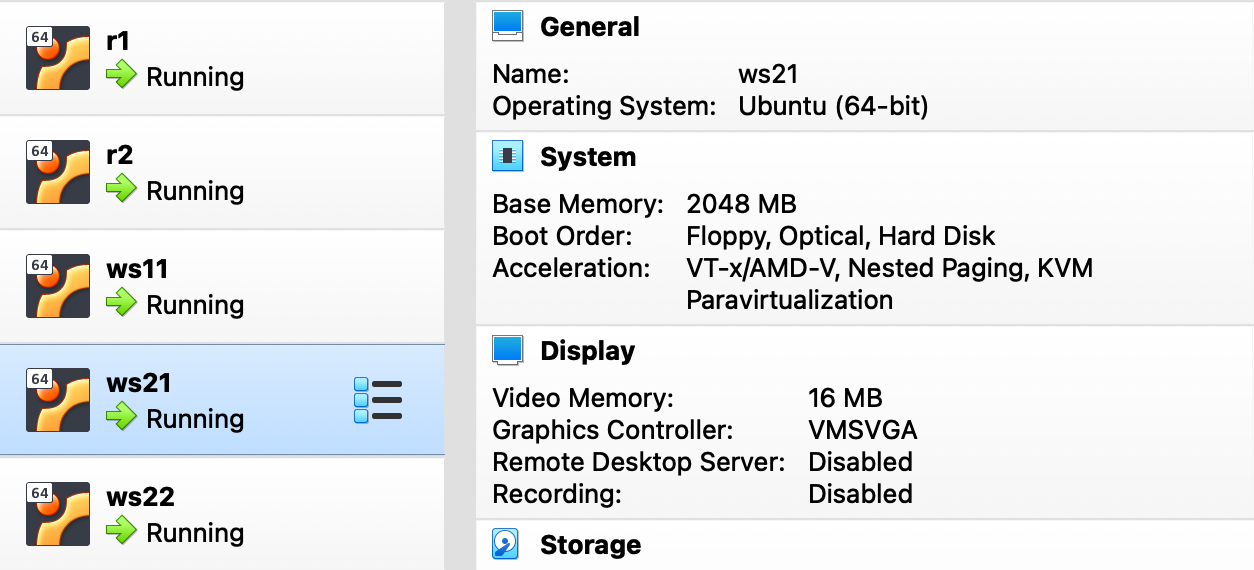 64
r1
Running
64
r2
Running
64
ws11
Running
64
ws21
Running
64
ws22
Running
General
Name: ws21
Operating System: Ubuntu (64-bit)
System
Base Memory: 2048 MB
Boot Order: Floppy, Optical, Hard Disk
Acceleration: VT-x/AMD-V, Nested Paging, KVM
Paravirtualization
Display
Video Memory: 16 MB
Graphics Controller: VMSVGA
Remote Desktop Server: Disabled
Recording: Disabled
Storage